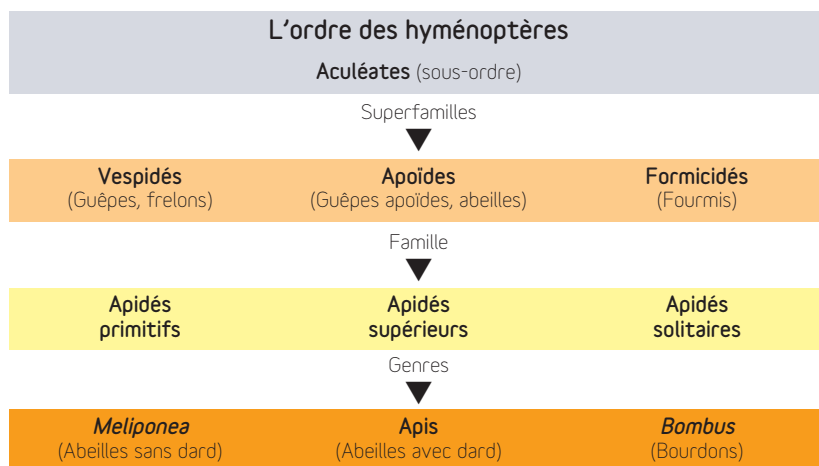 L'ordre des hyménoptères
Aculéates (sous-ordre)
Superfamilles
Vespidés Apoïdes Formicidés
(Guêpes, frelons) (Guêpes apoïdes, abeilles) (Fourmis)
Famille
Apidés Apidés Apidés
primitifs supérieurs solitaires
Genres
Meliponea Apis Bombus
(Abeilles sans dard) (Abeilles avec dard) (Bourdons)